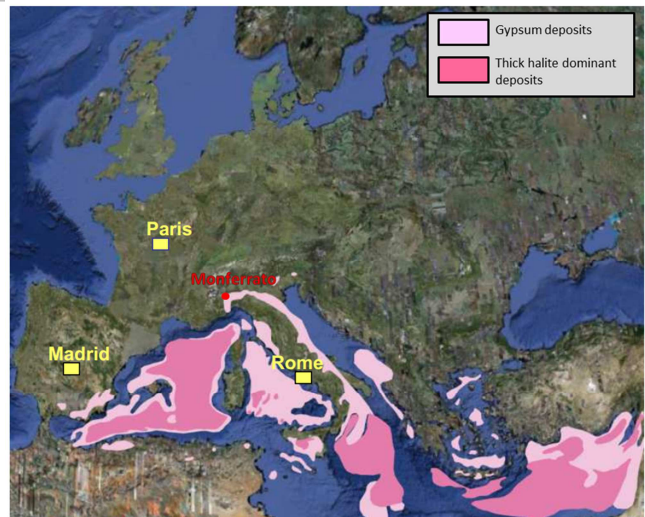 Gypsum deposits
Thick halite dominant
deposits
Paris
Monferrato
Madrid
Rome